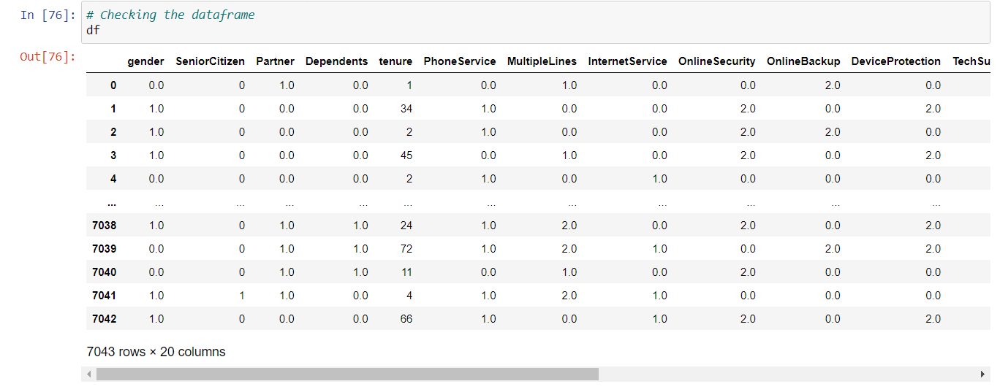 In [76]: # Checking the dataframe
df
Out[76]:
gender SeniorCitizen Partner Dependents tenure PhoneService MultipleLines InternetService OnlineSecurity OnlineBackup DeviceProtection TechSu
0 0.0 0 1.0 0.0 1 0.0 1.0 0.0 0.0 2.0 0.0
1 1.0 0 0.0 0.0 34 1.0 0.0 0.0 2.0 0.0 2.0
2 1.0 0 0.0 0.0 2 1.0 0.0 0.0 2.0 2.0 0.0
3 1.0 0 0.0 0.0 45 0.0 1.0 0.0 2.0 0.0 2.0
4 0.0 0 0.0 0.0 2 1.0 0.0 1.0 0.0 0.0 0.0
... ... ... ... ... ... ... ... ... ... ... ...
7038 1.0 0 1.0 1.0 24 1.0 2.0 0.0 2.0 0.0 2.0
7039 0.0 0 1.0 1.0 72 1.0 2.0 1.0 0.0 2.0 2.0
7040 0.0 0 1.0 1.0 11 0.0 1.0 0.0 2.0 0.0 0.0
7041 1.0 1 1.0 0.0 4 1.0 2.0 1.0 0.0 0.0 0.0
7042 1.0 0 0.0 0.0 66 1.0 0.0 1.0 2.0 0.0 2.0
7043 rows × 20 columns